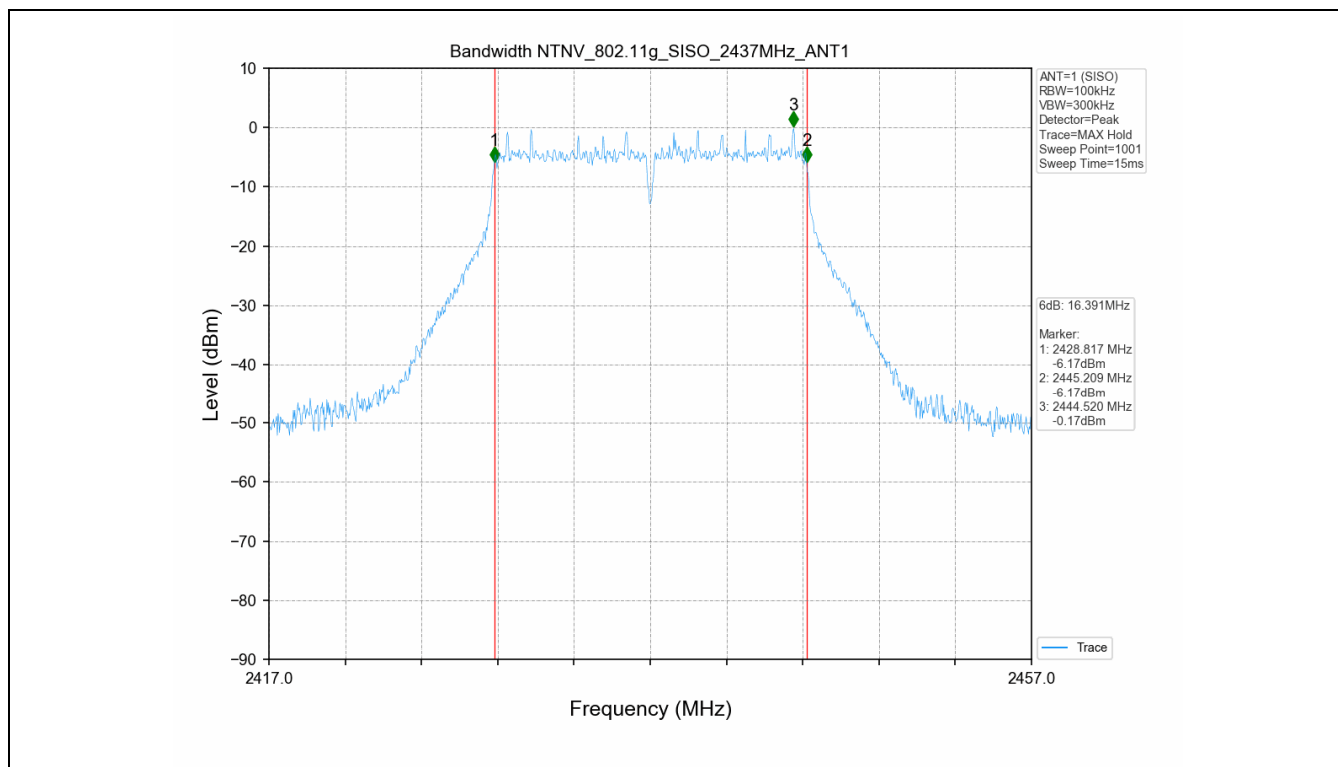 Bandwidth NTNV_802.11g_SISO_2437MHz_ANT1
10
0
−10
−20
−30
−40
−50
−60
−70
−80
−90
Level (dBm)
1
3
2
2417.0
2457.0
Frequency (MHz)
ANT=1 (SISO)
RBW=100kHz
VBW=300kHz
Detector=Peak
Trace=MAX Hold
Sweep Point=1001
Sweep Time=15ms
6dB: 16.391MHz
Marker:
1: 2428.817 MHz
-6.17dBm
2: 2445.209 MHz
-6.17dBm
3: 2444.520 MHz
-0.17dBm
Trace